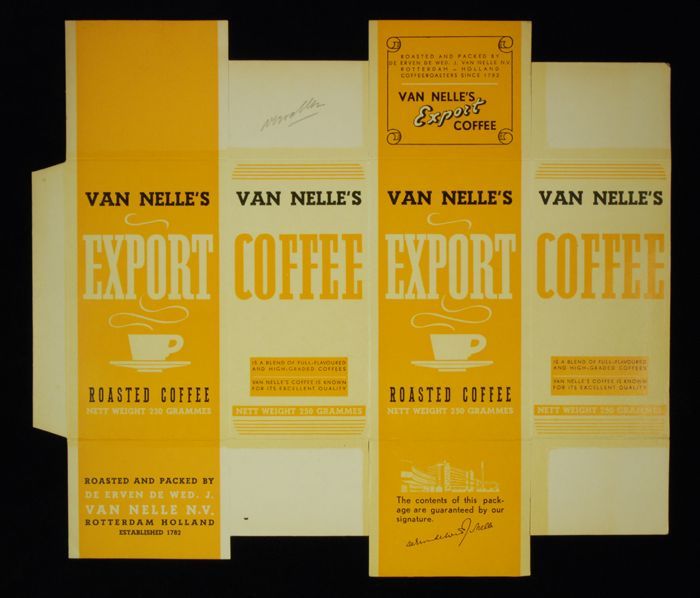 VAN NELLE'S
EXPORT
ROASTED COFFEE
NETT WEIGHT 250 GRAMMES
ROASTED AND PACKED BY
DE ERVEN DE WED. J.
VAN NELLE N.V.
ROTTERDAM HOLLAND
ESTABLISHED 1782
VAN NELLE'S
COFFEE
IS A BLEND OF FULL-FLAVOURED
AND HIGH-GRADED COFFEES
VAN NELLE'S COFFEE IS KNOWN
FOR ITS EXCELLENT QUALITY
NETT WEIGHT 250 GRAMMES
ROASTED AND PACKED BY
DE ERVEN DE WED. J. VAN NELLE N.V.
ROTTERDAM – HOLLAND
COFFEEROASTERS SINCE 1782
VAN NELLE'S
Export
COFFEE
VAN NELLE'S
EXPORT
ROASTED COFFEE
NETT WEIGHT 250 GRAMMES
The contents of this pack-
age are guaranteed by our
signature.
VAN NELLE'S
COFFEE
IS A BLEND OF FULL-FLAVOURED
AND HIGH-GRADED COFFEES
VAN NELLE'S COFFEE IS KNOWN
FOR ITS EXCELLENT QUALITY
NETT WEIGHT 250 GRAMMES